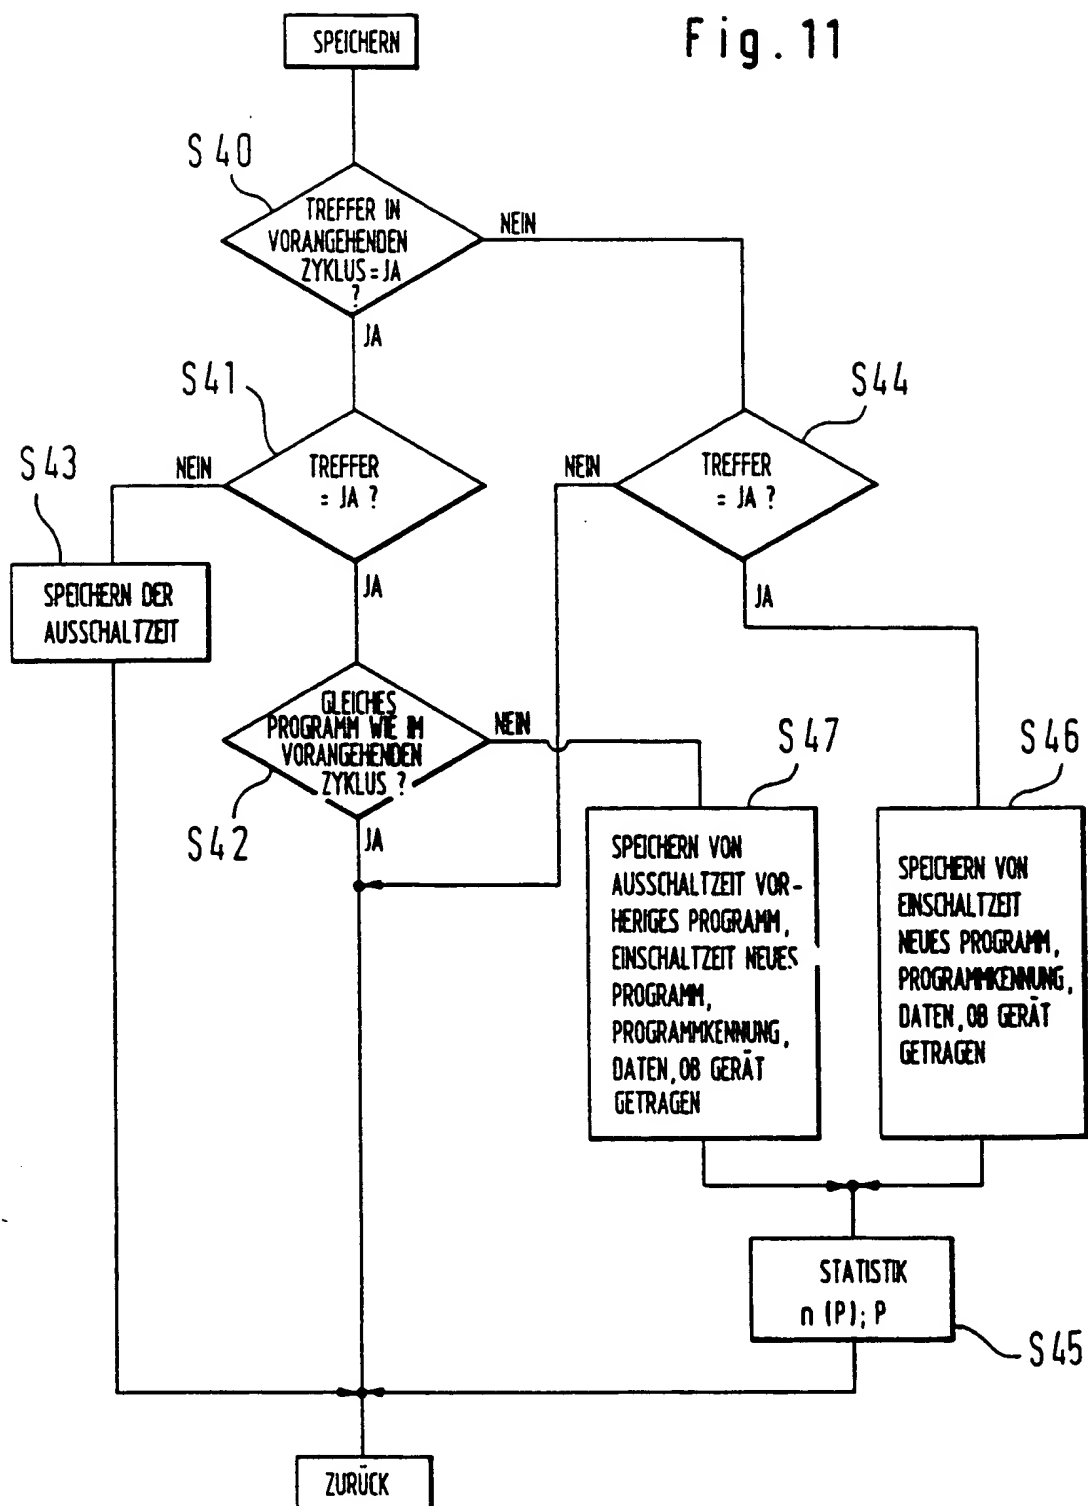 Fig. 11
SPEICHERN
S 40
TREFFER IN
VORANGEHENDEN
ZYKLUS = JA
?
NEIN
JA
S 41
TREFFER
= JA ?
NEIN
JA
S 44
TREFFER
= JA ?
NEIN
JA
S 43
SPEICHERN DER
AUSSCHALTZEIT
GLEICHES
PROGRAMM WIE IM
VORANGEHENDEN
ZYKLUS ?
NEIN
JA
S 42
S 47
SPEICHERN VON
AUSSCHALTZEIT VOR-
HERIGES PROGRAMM,
EINSCHALTZEIT NEUES
PROGRAMM,
PROGRAMMKENNUNG,
DATEN, OB GERÄT
GETRAGEN
S 46
SPEICHERN VON
EINSCHALTZEIT
NEUES PROGRAMM,
PROGRAMMKENNUNG,
DATEN, OB GERÄT
GETRAGEN
STATISTIK
n (P); P
S 45
ZURÜCK